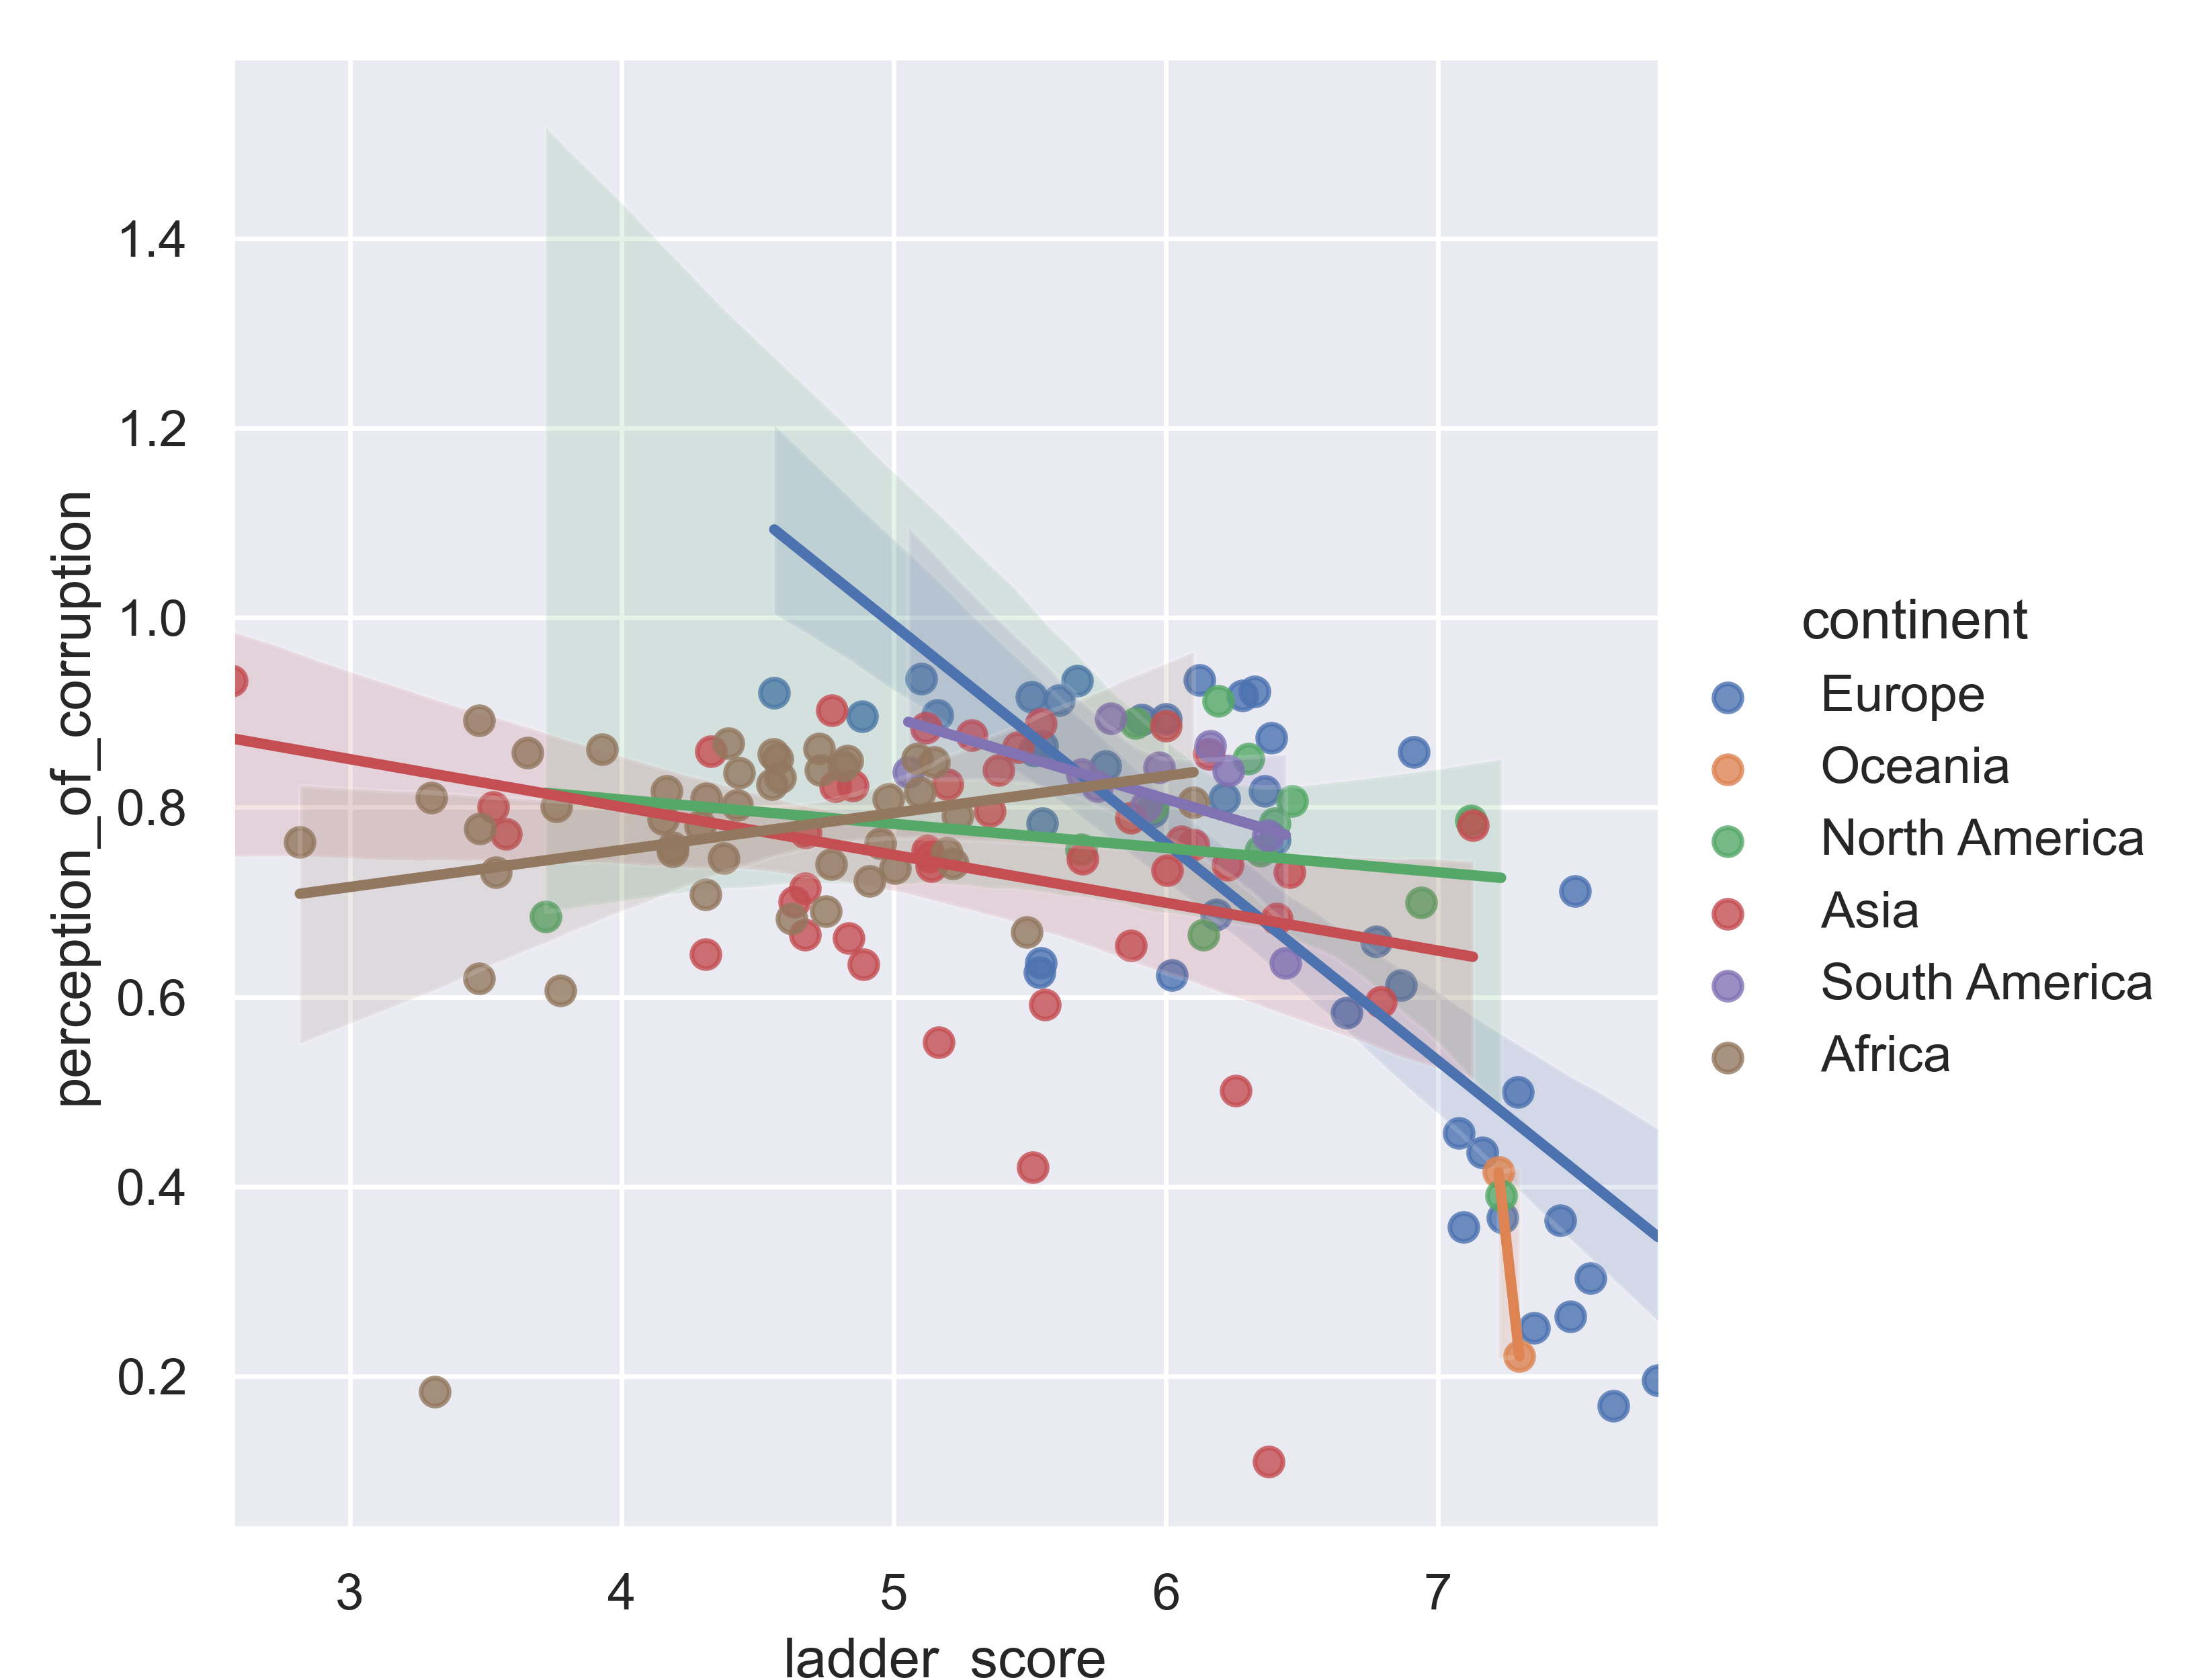 1.4
1.2
1.0
0.8
0.6
0.4
0.2
perception_of_corruption
3 4 5 6 7
ladder_score
continent
Europe
Oceania
North America
Asia
South America
Africa